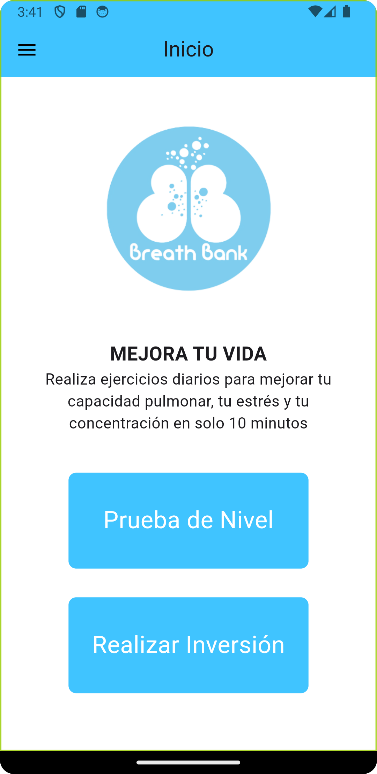 3:41
Inicio
Breath Bank
MEJORA TU VIDA
Realiza ejercicios diarios para mejorar tu
capacidad pulmonar, tu estrés y tu
concentración en solo 10 minutos
Prueba de Nivel
Realizar Inversión